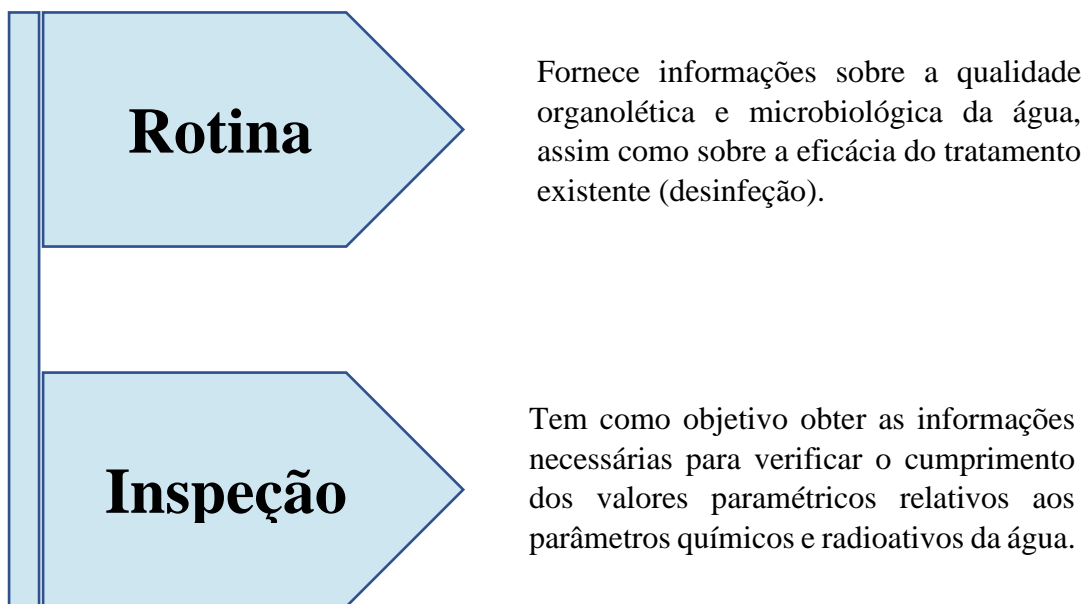 Rotina
Fornece informações sobre a qualidade
organolética e microbiológica da água,
assim como sobre a eficácia do tratamento
existente (desinfeção).
Inspeção
Tem como objetivo obter as informações
necessárias para verificar o cumprimento
dos valores paramétricos relativos aos
parâmetros químicos e radioativos da água.